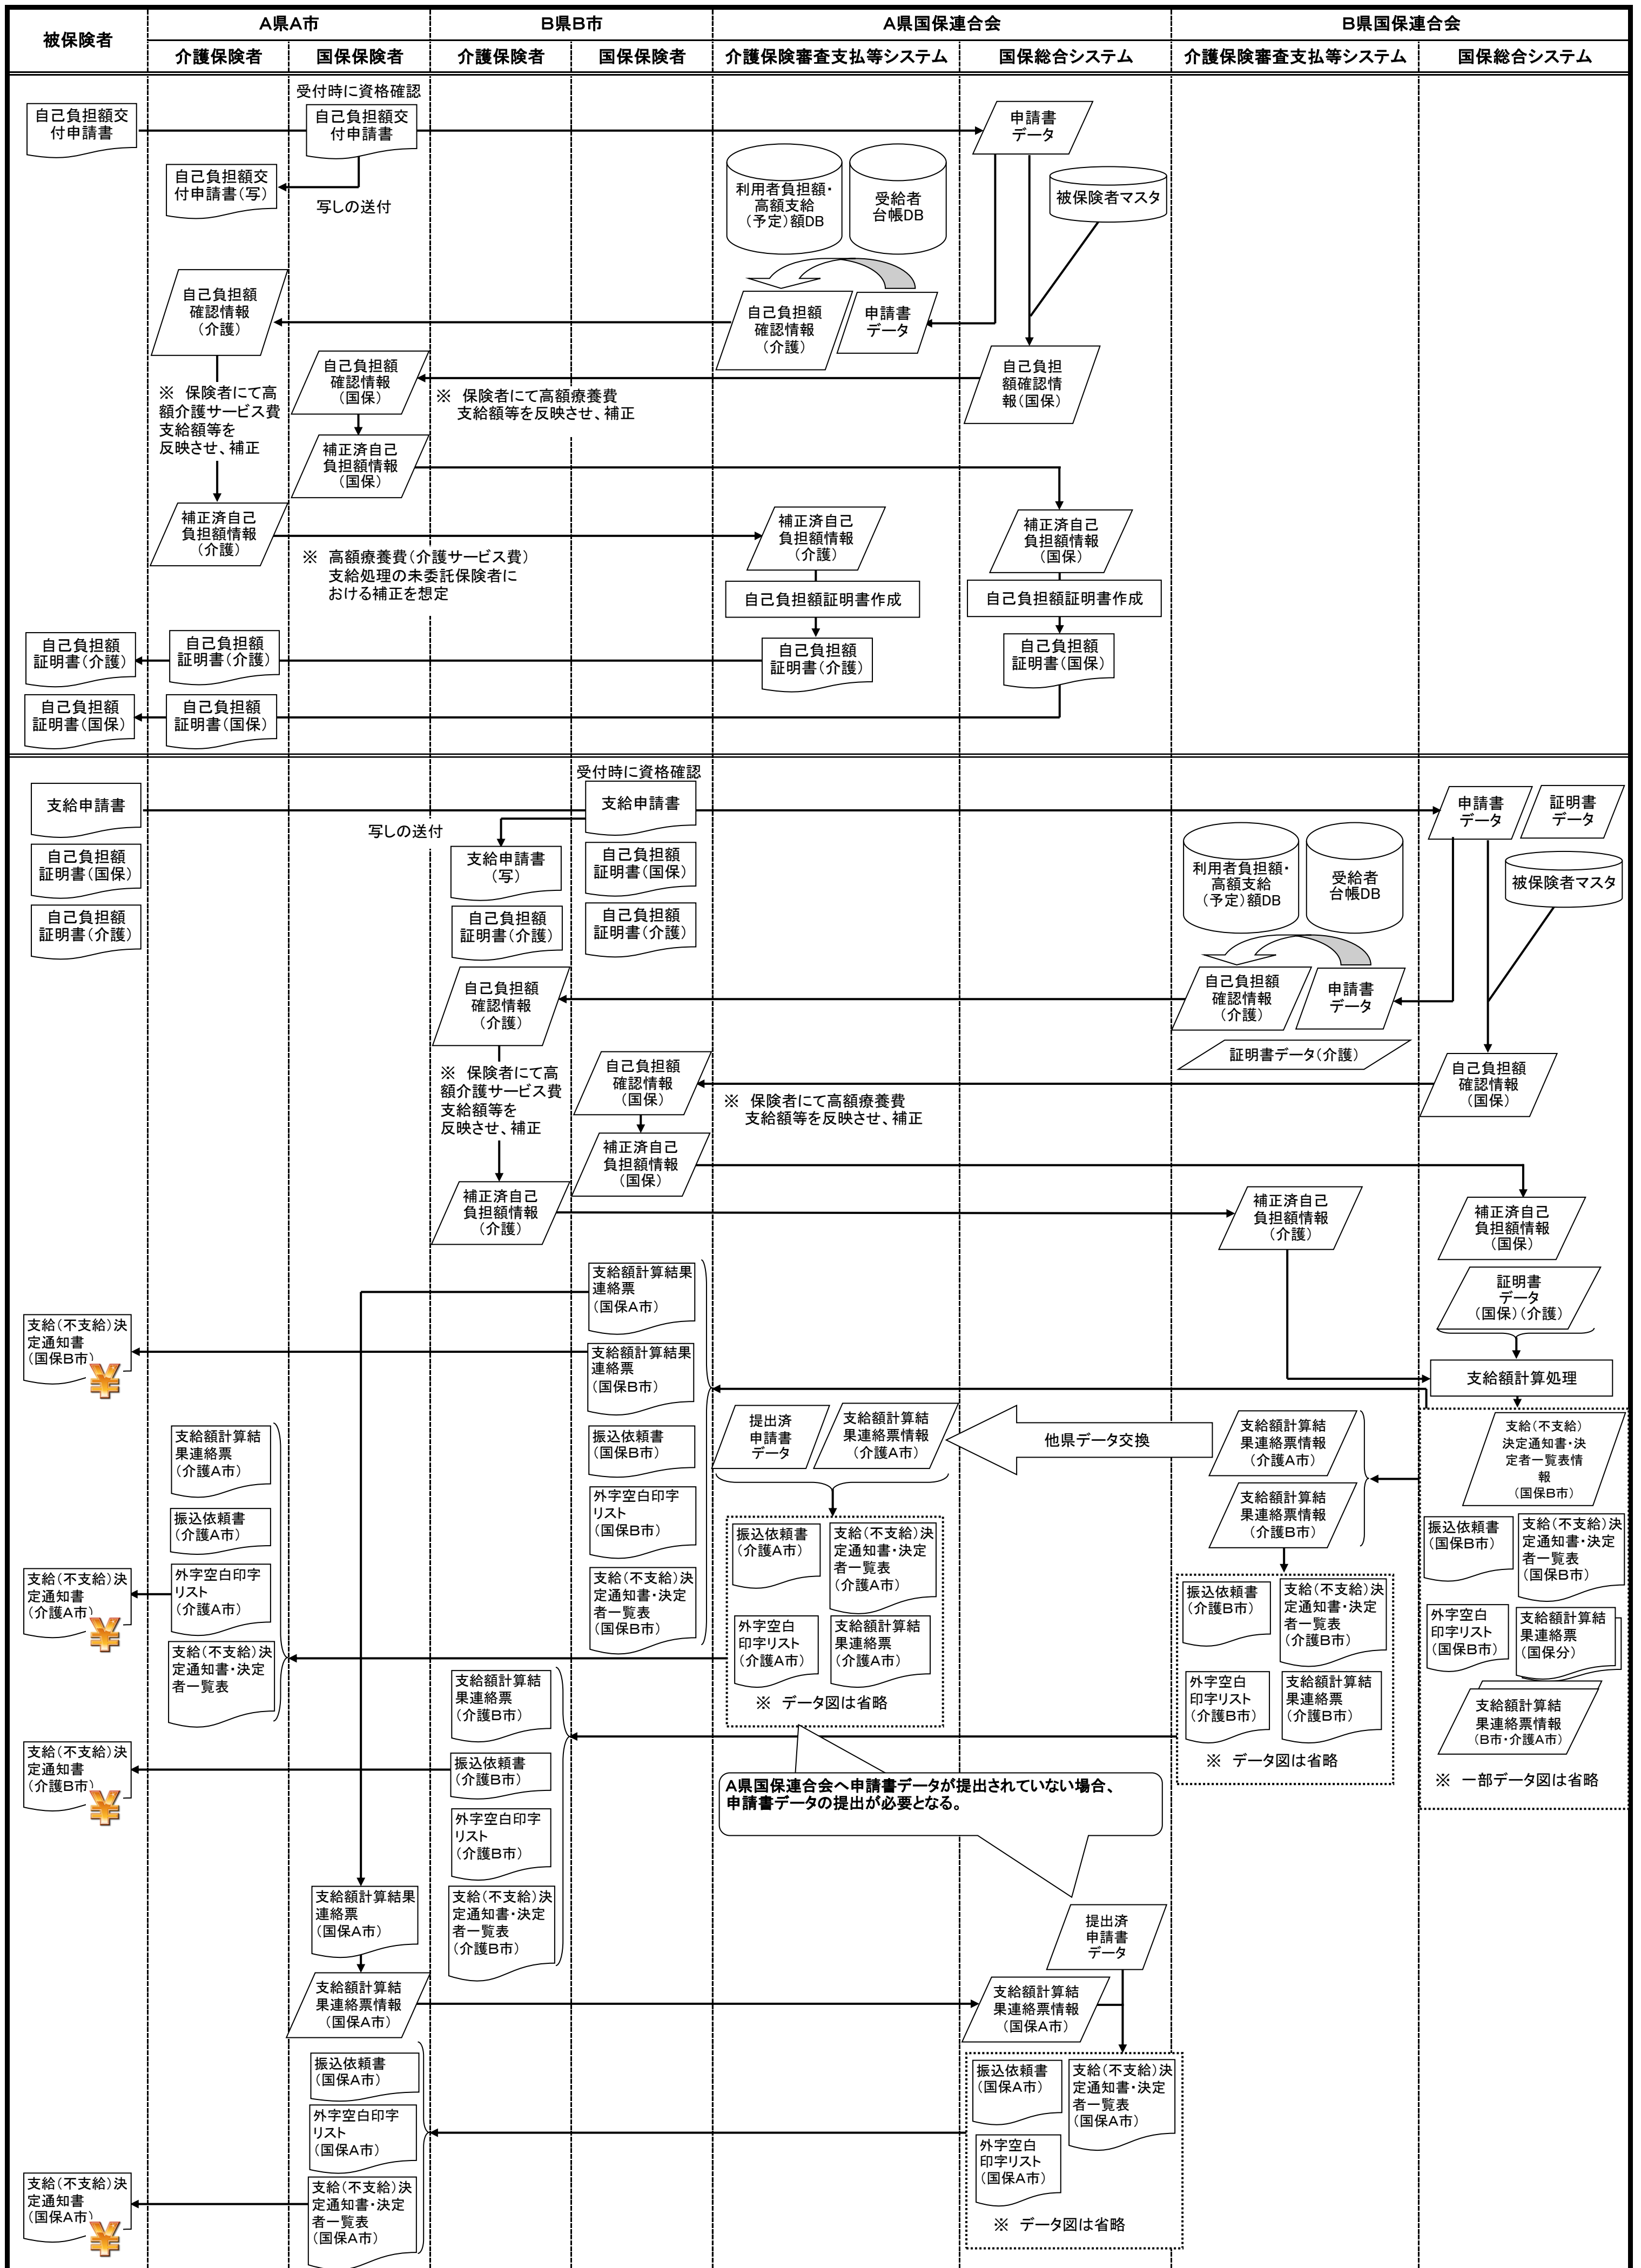 被保険者
A県A市
B県B市
A県国保連合会
B県国保連合会
介護保険者
国保保険者
介護保険者
国保保険者
介護保険審査支払等システム
国保総合システム
介護保険審査支払等システム
国保総合システム
受付時に資格確認
自己負担額交
付申請書
自己負担額交
付申請書
申請書
データ
自己負担額交
付申請書(写)
写しの送付
利用者負担額・
高額支給
(予定)額DB
受給者
台帳DB
被保険者マスタ
自己負担額
確認情報
(介護)
自己負担額
確認情報
(介護)
申請書
データ
自己負担額
確認情報
(国保)
自己負担
額確認情
報(国保)
※ 保険者にて高
額介護サービス費
支給額等を
反映させ、補正
※ 保険者にて高額療養費
支給額等を反映させ、補正
補正済自己
負担額情報
(国保)
補正済自己
負担額情報
(介護)
補正済自己
負担額情報
(介護)
補正済自己
負担額情報
(国保)
※ 高額療養費(介護サービス費)
支給処理の未委託保険者に
おける補正を想定
自己負担額証明書作成
自己負担額証明書作成
自己負担額
証明書(介護)
自己負担額
証明書(介護)
自己負担額
証明書(介護)
自己負担額
証明書(国保)
自己負担額
証明書(国保)
自己負担額
証明書(国保)
受付時に資格確認
支給申請書
支給申請書
申請書
データ
証明書
データ
写しの送付
自己負担額
証明書(国保)
支給申請書
(写)
自己負担額
証明書(国保)
利用者負担額・
高額支給
(予定)額DB
受給者
台帳DB
被保険者マスタ
自己負担額
証明書(介護)
自己負担額
証明書(介護)
自己負担額
証明書(介護)
自己負担額
確認情報
(介護)
自己負担額
確認情報
(介護)
申請書
データ
証明書データ(介護)
※ 保険者にて高
額介護サービス費
支給額等を
反映させ、補正
自己負担額
確認情報
(国保)
自己負担額
確認情報
(国保)
※ 保険者にて高額療養費
支給額等を反映させ、補正
補正済自己
負担額情報
(国保)
補正済自己
負担額情報
(介護)
補正済自己
負担額情報
(介護)
補正済自己
負担額情報
(国保)
支給額計算結果
連絡票
(国保A市)
証明書
データ
(国保)(介護)
支給(不支給)決
定通知書
(国保B市)
¥
支給額計算結果
連絡票
(国保B市)
支給額計算処理
支給額計算結
果連絡票
(介護A市)
振込依頼書
(国保B市)
提出済
申請書
データ
支給額計算結
果連絡票情報
(介護A市)
他県データ交換
支給額計算結
果連絡票情報
(介護A市)
支給(不支給)
決定通知書・決
定者一覧表情
報
(国保B市)
支給額計算結
果連絡票情報
(介護B市)
振込依頼書
(介護A市)
外字空白印字
リスト
(国保B市)
振込依頼書
(介護A市)
支給(不支給)決
定通知書・決定
者一覧表
(介護A市)
振込依頼書
(国保B市)
支給(不支給)決
定通知書・決定
者一覧表
(国保B市)
支給(不支給)決
定通知書
(介護A市)
¥
外字空白印字
リスト
(介護A市)
支給(不支給)決
定通知書・決定
者一覧表
(国保B市)
振込依頼書
(介護B市)
支給(不支給)決
定通知書・決定
者一覧表
(介護B市)
外字空白
印字リスト
(介護A市)
支給額計算結
果連絡票
(介護A市)
外字空白
印字リスト
(国保B市)
支給額計算結
果連絡票
(国保分)
支給(不支給)決
定通知書・決定
者一覧表
支給額計算結
果連絡票
(介護B市)
※ データ図は省略
外字空白
印字リスト
(介護B市)
支給額計算結
果連絡票
(介護B市)
支給額計算結
果連絡票情報
(B市・介護A市)
※ データ図は省略
※ 一部データ図は省略
支給(不支給)決
定通知書
(介護B市)
¥
振込依頼書
(介護B市)
A県国保連合会へ申請書データが提出されていない場合、
申請書データの提出が必要となる。
外字空白印字
リスト
(介護B市)
支給額計算結果
連絡票
(国保A市)
支給(不支給)決
定通知書・決定
者一覧表
(介護B市)
提出済
申請書
データ
支給額計算結
果連絡票情報
(国保A市)
支給額計算結
果連絡票情報
(国保A市)
振込依頼書
(国保A市)
振込依頼書
(国保A市)
支給(不支給)決
定通知書・決定
者一覧表
(国保A市)
外字空白印字
リスト
(国保A市)
外字空白
印字リスト
(国保A市)
支給(不支給)決
定通知書
(国保A市)
¥
支給(不支給)決
定通知書・決定
者一覧表
(国保A市)
※ データ図は省略